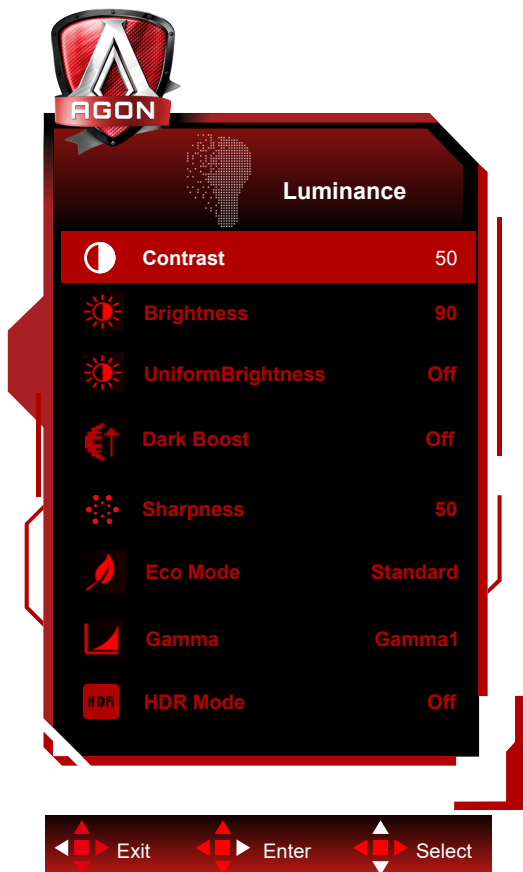 AGON
Luminance
Contrast 50
Brightness 90
UniformBrightness Off
Dark Boost Off
Sharpness 50
Eco Mode Standard
Gamma Gamma1
HDR HDR Mode Off
Exit Enter Select